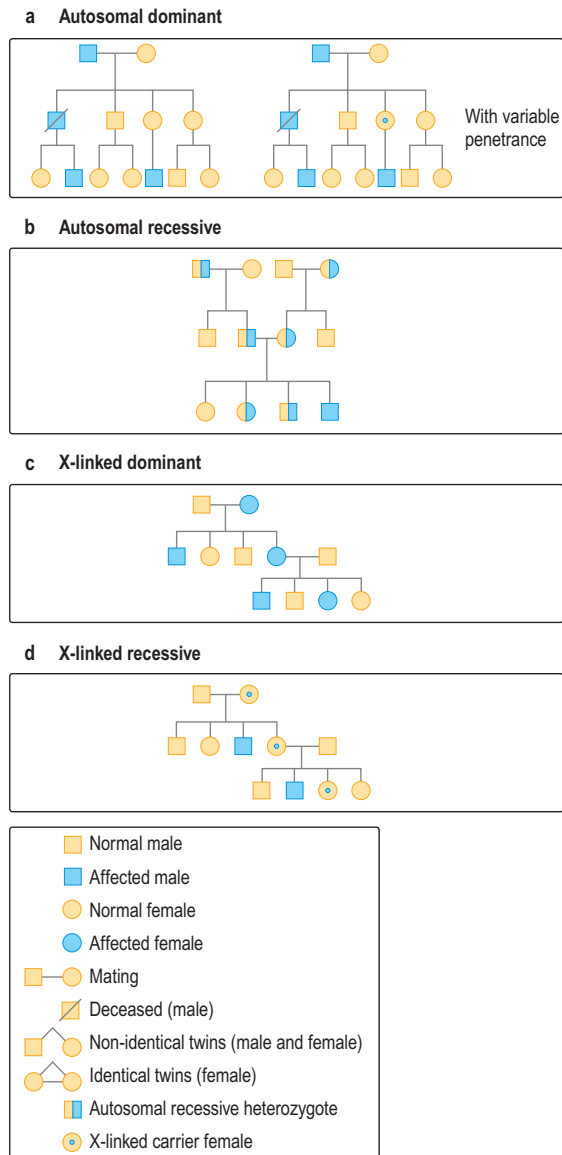 a Autosomal dominant
With variable
penetrance
b Autosomal recessive
c X-linked dominant
d X-linked recessive
Normal male
Affected male
Normal female
Affected female
Mating
Deceased (male)
Non-identical twins (male and female)
Identical twins (female)
Autosomal recessive heterozygote
X-linked carrier female